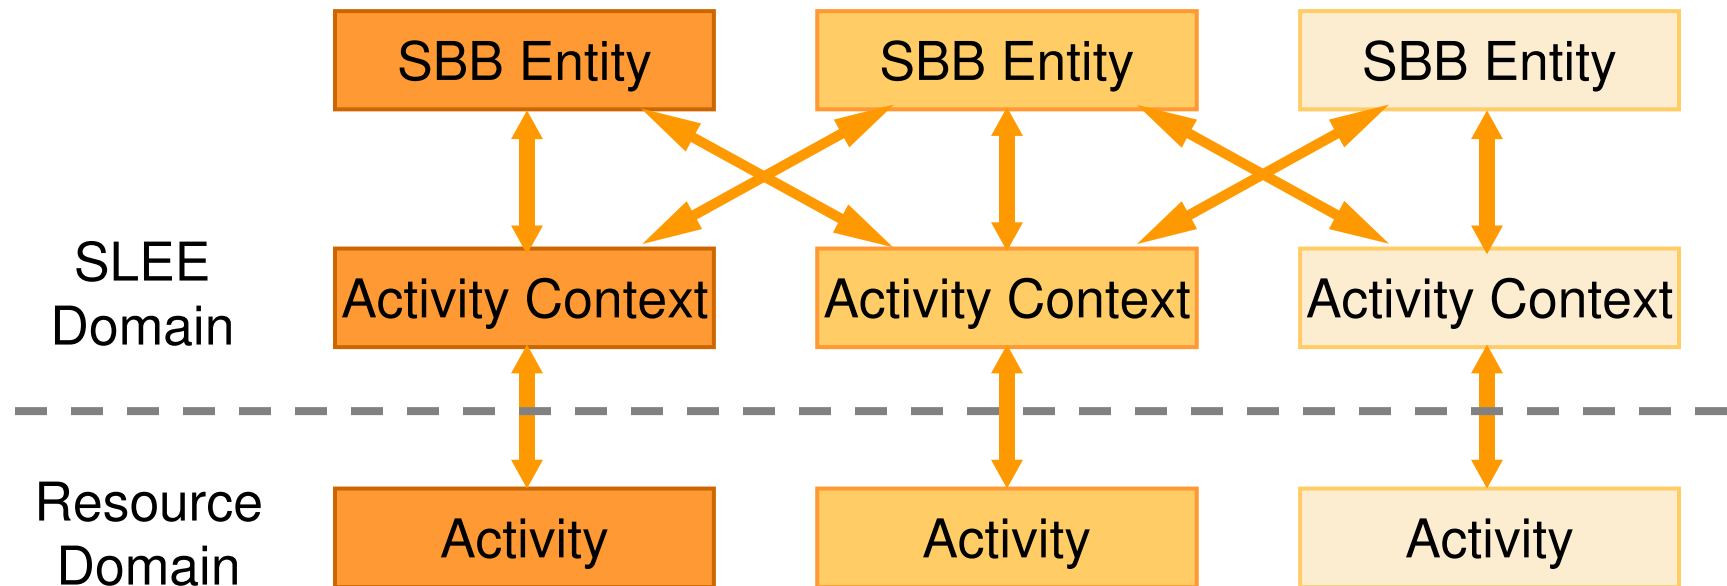 SBB Entity
SBB Entity
SBB Entity
SLEE
Domain
Activity Context
Activity Context
Activity Context
Resource
Domain
Activity
Activity
Activity